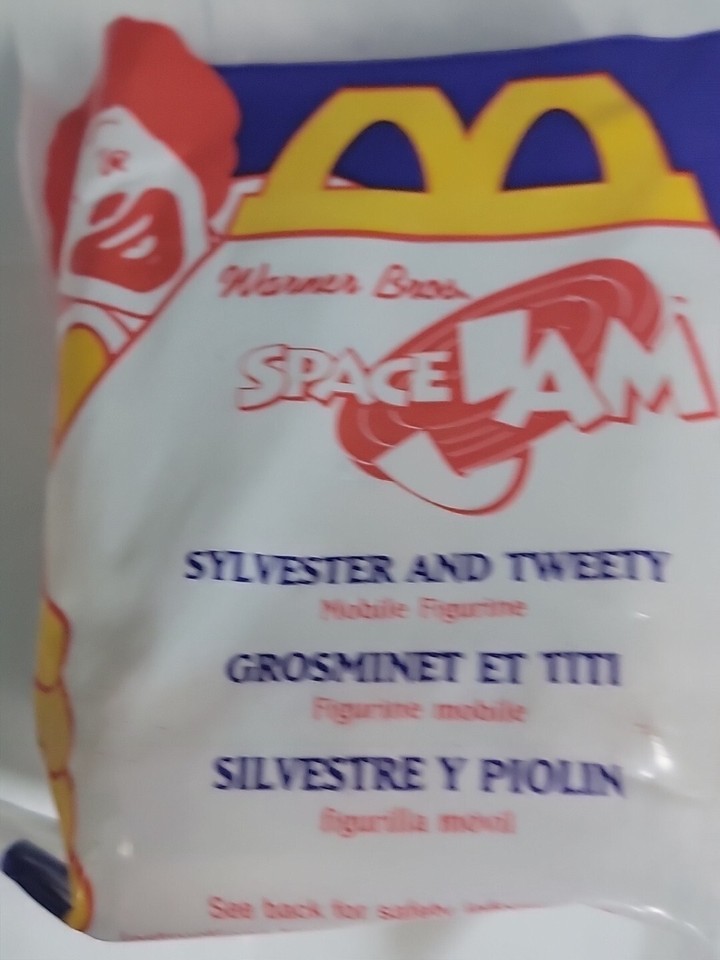 Warner Bros.
SPACE JAM
SYLVESTER AND TWEETY
Mobile Figurine
GROSMINET ET TITI
Figurine mobile
SILVESTRE Y PIOLIN
figurilla movil
See back for safety